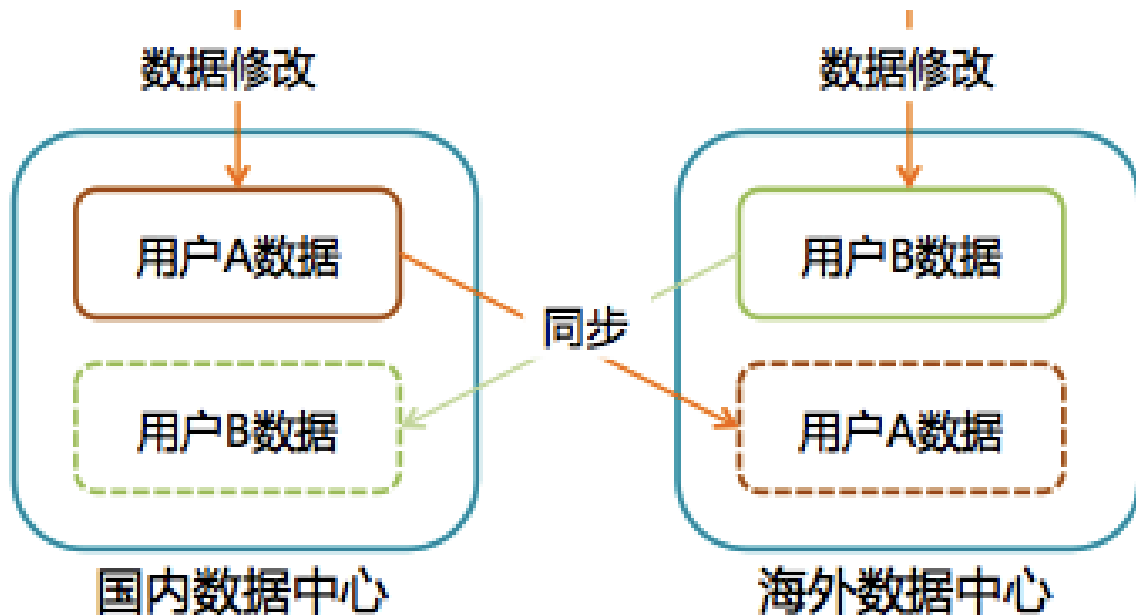 数据修改
数据修改
用户A数据
用户B数据
同步
用户B数据
用户A数据
国内数据中心
海外数据中心